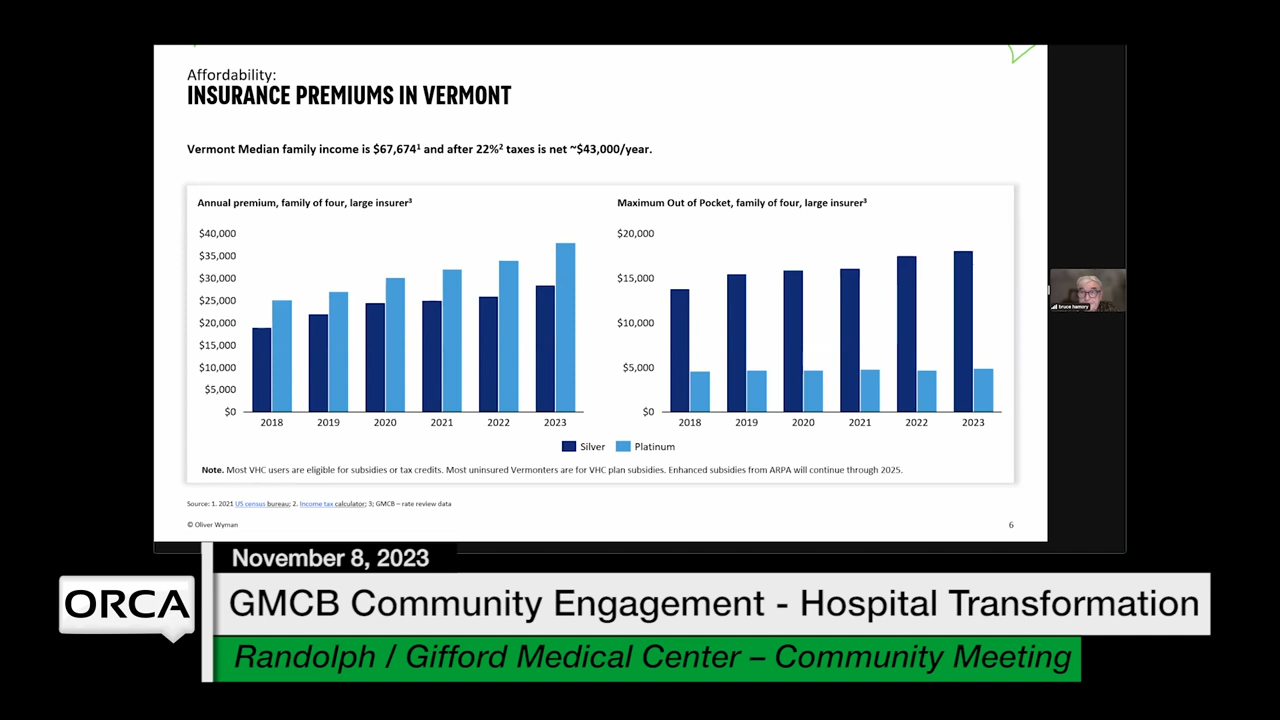 Affordability:
INSURANCE PREMIUMS IN VERMONT
Vermont Median family income is $67,674¹ and after 22%² taxes is net ~$43,000/year.
Annual premium, family of four, large insurer³
$40,000
$35,000
$30,000
$25,000
$20,000
$15,000
$10,000
$5,000
$0
2018 2019 2020 2021 2022 2023
Maximum Out of Pocket, family of four, large insurer³
$20,000
$15,000
$10,000
$5,000
$0
2018 2019 2020 2021 2022 2023
Silver Platinum
Note. Most VHC users are eligible for subsidies or tax credits. Most uninsured Vermonters are for VHC plan subsidies. Enhanced subsidies from ARPA will continue through 2025.
Source: 1. 2021 US census bureau; 2. Income tax calculator; 3; GMCB – rate review data
© Oliver Wyman
6
bruce hamory
November 8, 2023
ORCA
GMCB Community Engagement - Hospital Transformation
Randolph / Gifford Medical Center – Community Meeting